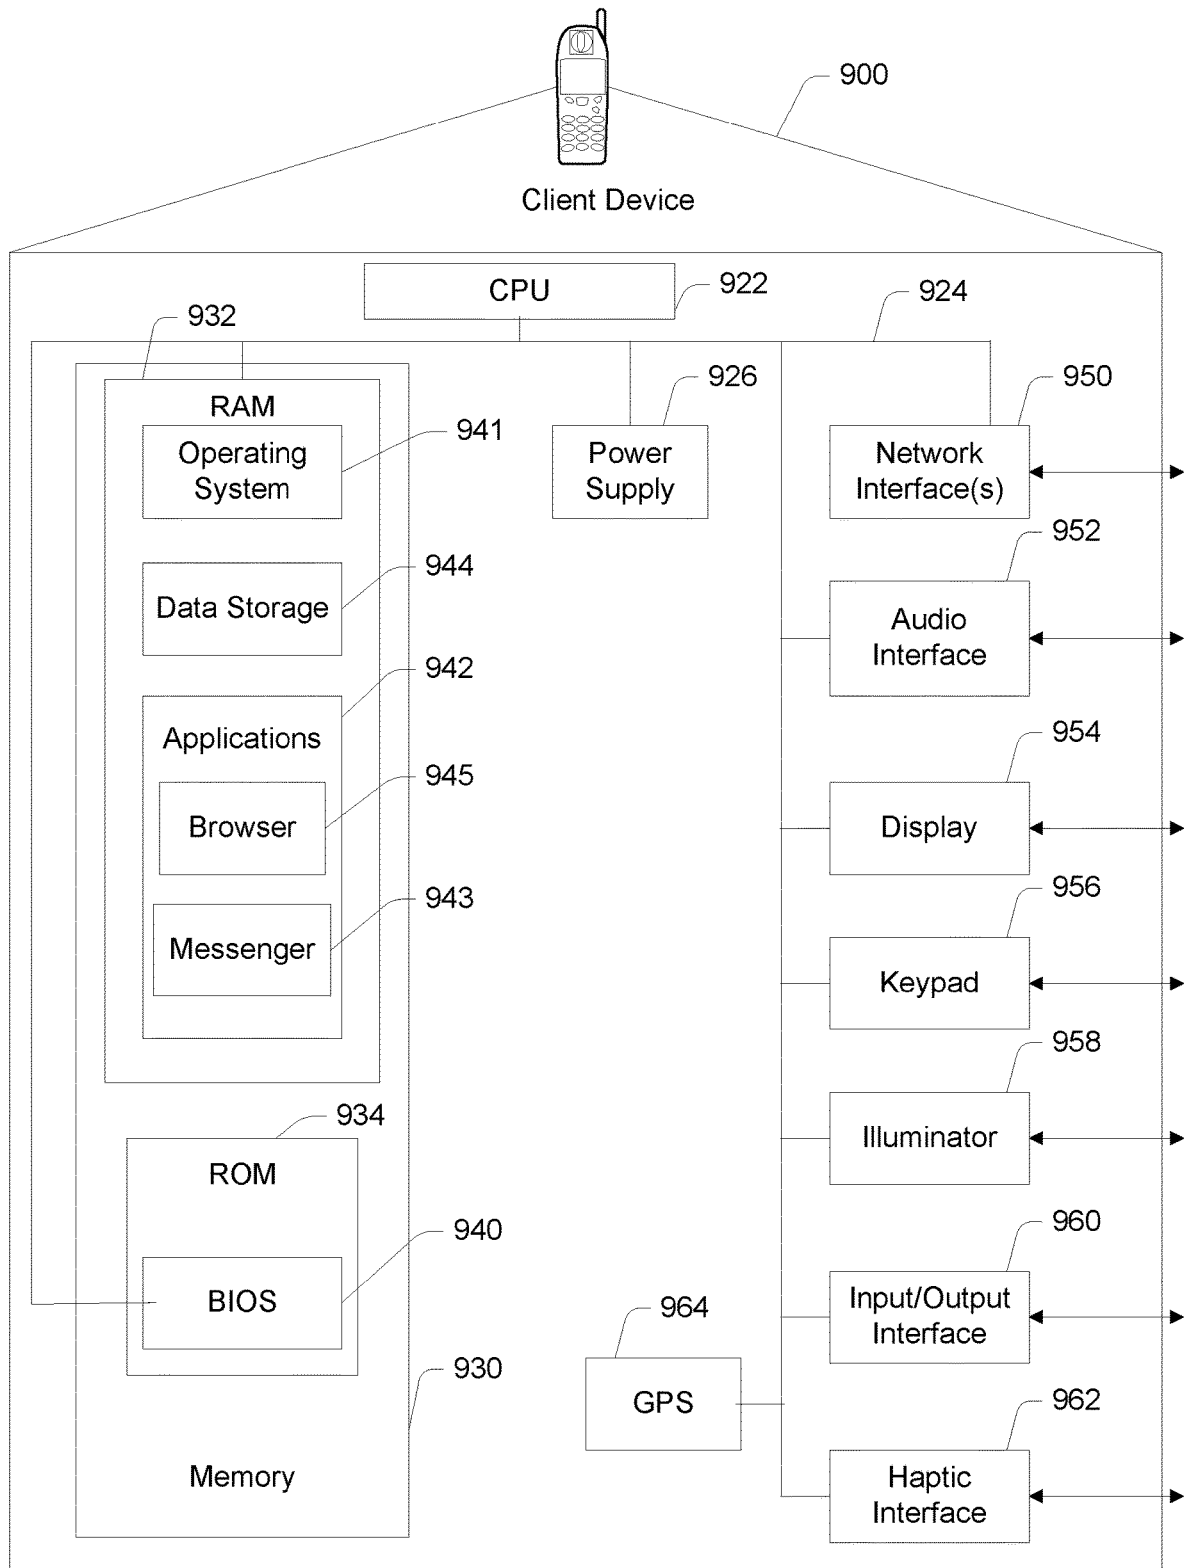 900
Client Device
CPU
922
924
932
RAM
926
950
Operating
System
941
Power
Supply
Network
Interface(s)
952
944
Data Storage
Audio
Interface
942
Applications
954
945
Browser
Display
956
943
Messenger
Keypad
958
934
ROM
Illuminator
940
BIOS
960
964
Input/Output
Interface
930
GPS
962
Memory
Haptic
Interface